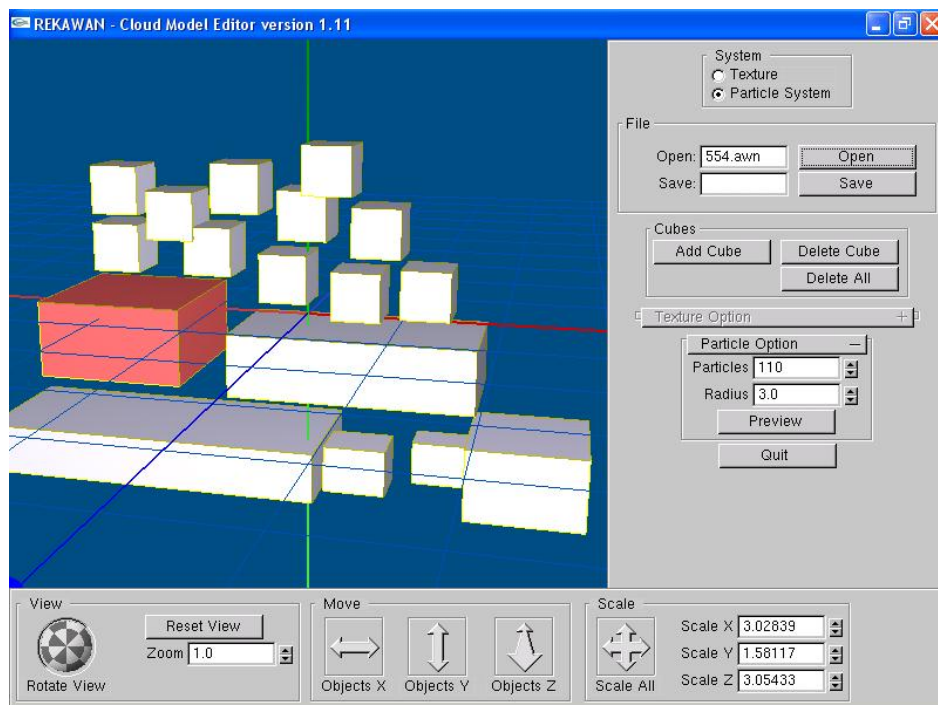 REKAWAN - Cloud Model Editor version 1.11
System
Texture
Particle System
File
Open: 554.awn Open
Save: Save
Cubes
Add Cube Delete Cube
Delete All
Texture Option +
Particle Option –
Particles 110
Radius 3.0
Preview
Quit
View
Reset View
Zoom 1.0
Rotate View
Move
Objects X Objects Y Objects Z
Scale
Scale All
Scale X 3.02839
Scale Y 1.58117
Scale Z 3.05433